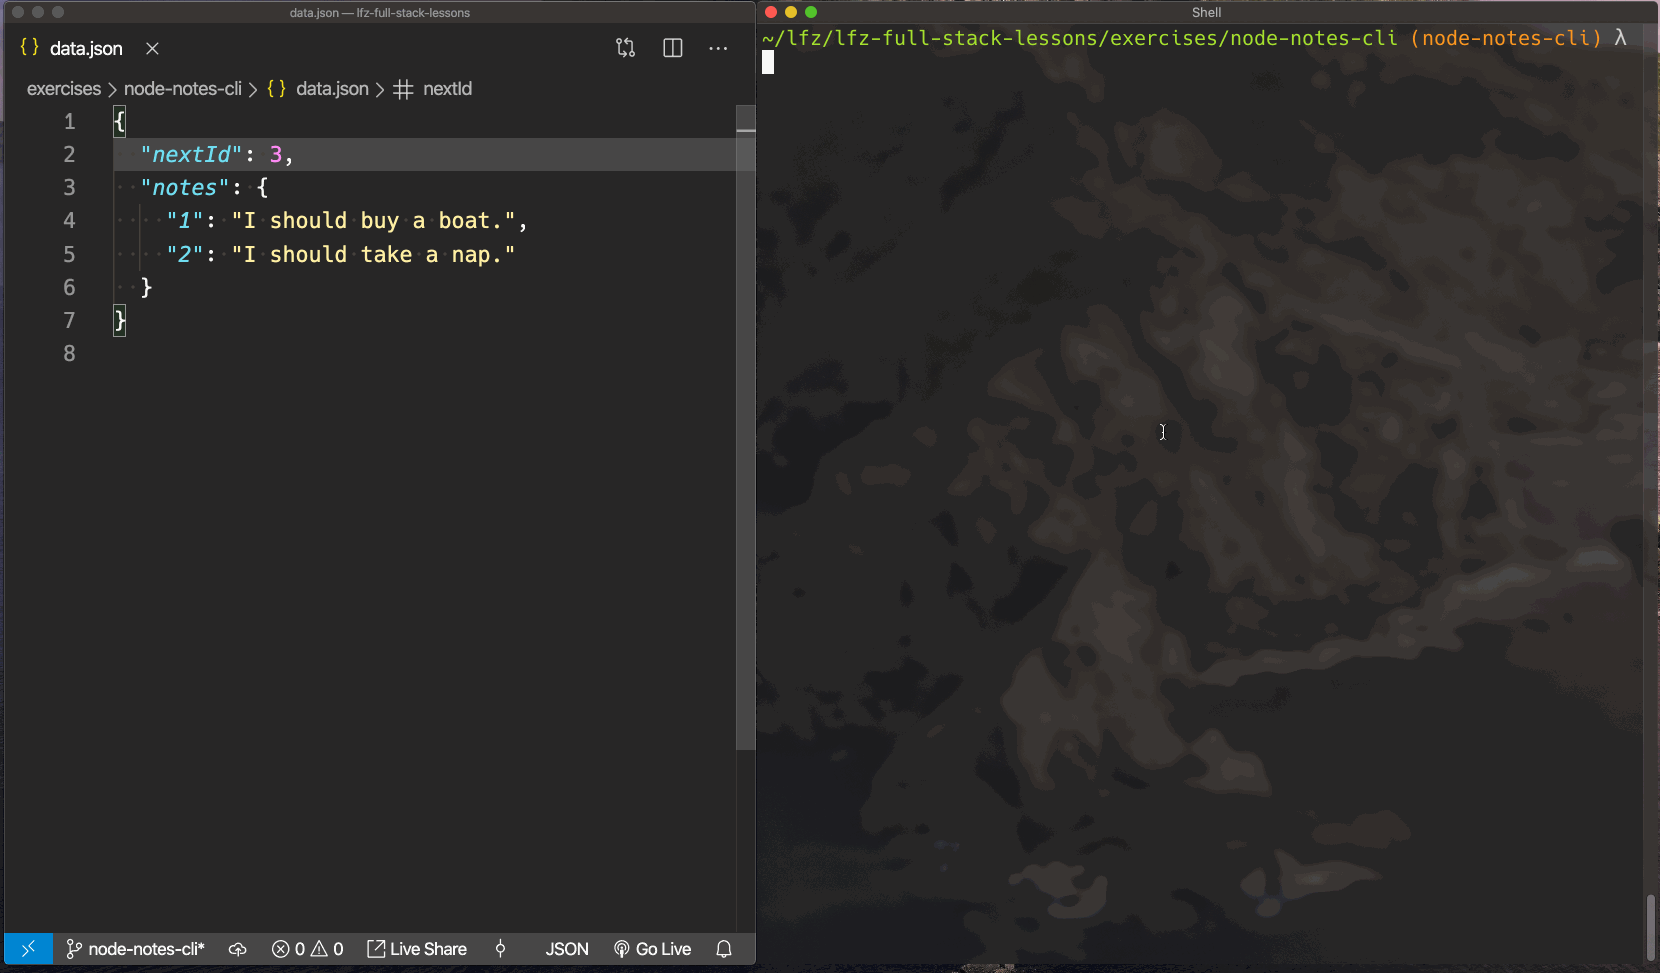 data.json — lfz-full-stack-lessons
{} data.json
exercises > node-notes-cli > {} data.json > nextId
1 {
2 "nextId": 3,
3 "notes": {
4 "1": "I should buy a boat.",
5 "2": "I should take a nap."
6 }
7 }
8
node-notes-cli* 0 0 Live Share JSON Go Live
Shell
~/lfz/lfz-full-stack-lessons/exercises/node-notes-cli (node-notes-cli) λ